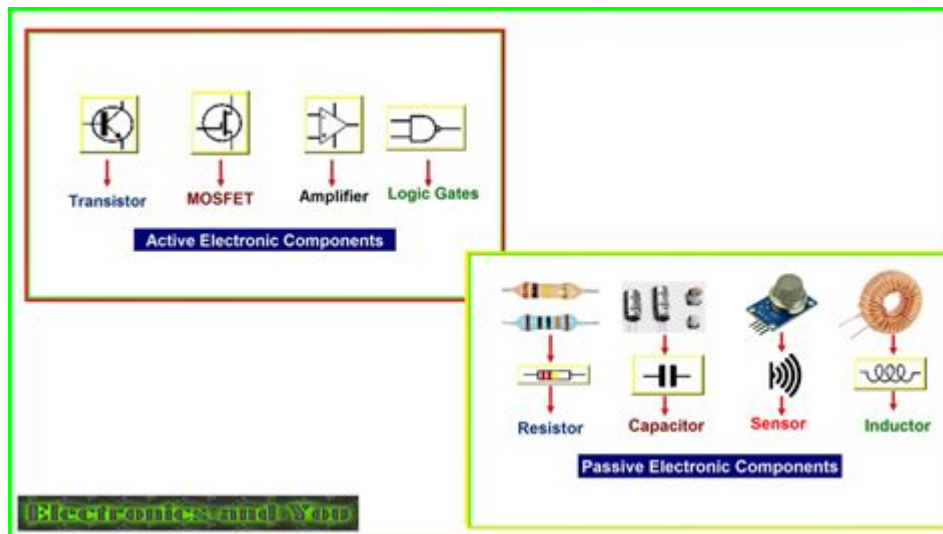 Transistor
MOSFET
Amplifier
Logic Gates
Active Electronic Components
Resistor
Capacitor
Sensor
Inductor
Passive Electronic Components
Electronics and You